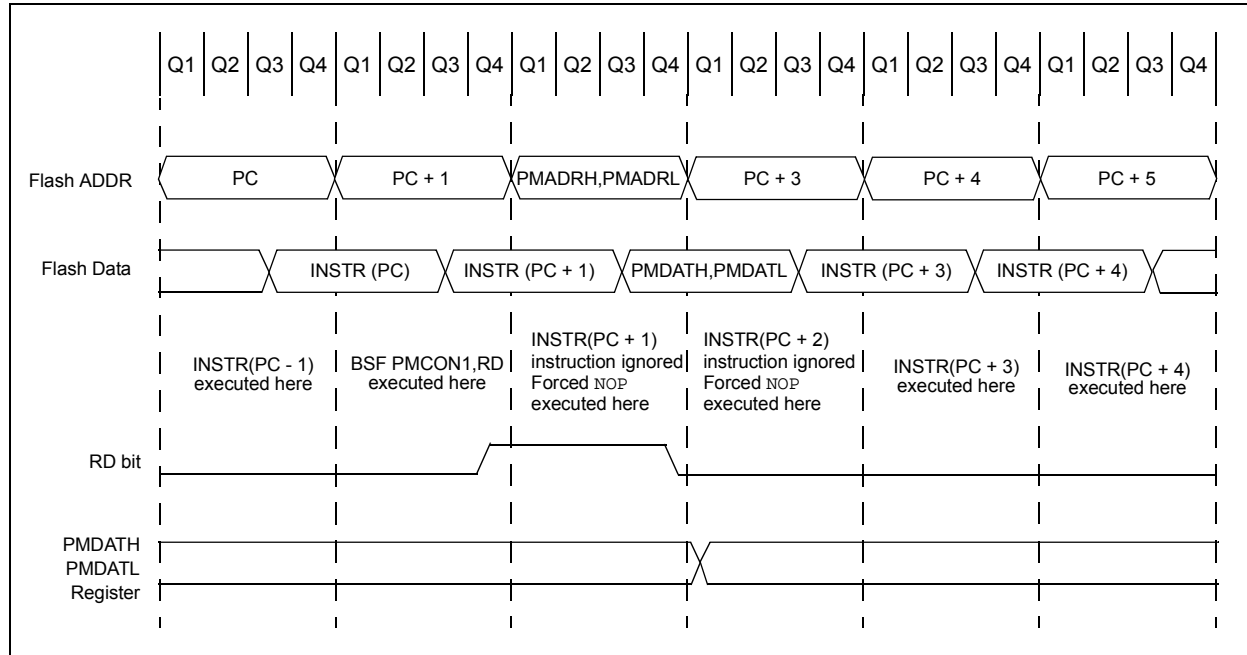 Q1 Q2 Q3 Q4 Q1 Q2 Q3 Q4 Q1 Q2 Q3 Q4 Q1 Q2 Q3 Q4 Q1 Q2 Q3 Q4 Q1 Q2 Q3 Q4
Flash ADDR PC PC + 1 PMADRH,PMADRL PC + 3 PC + 4 PC + 5
Flash Data INSTR (PC) INSTR (PC + 1) PMDATH,PMDATL INSTR (PC + 3) INSTR (PC + 4)
INSTR(PC - 1)
executed here
BSF PMCON1,RD
executed here
INSTR(PC + 1)
instruction ignored
Forced NOP
executed here
INSTR(PC + 2)
instruction ignored
Forced NOP
executed here
INSTR(PC + 3)
executed here
INSTR(PC + 4)
executed here
RD bit
PMDATH
PMDATL
Register